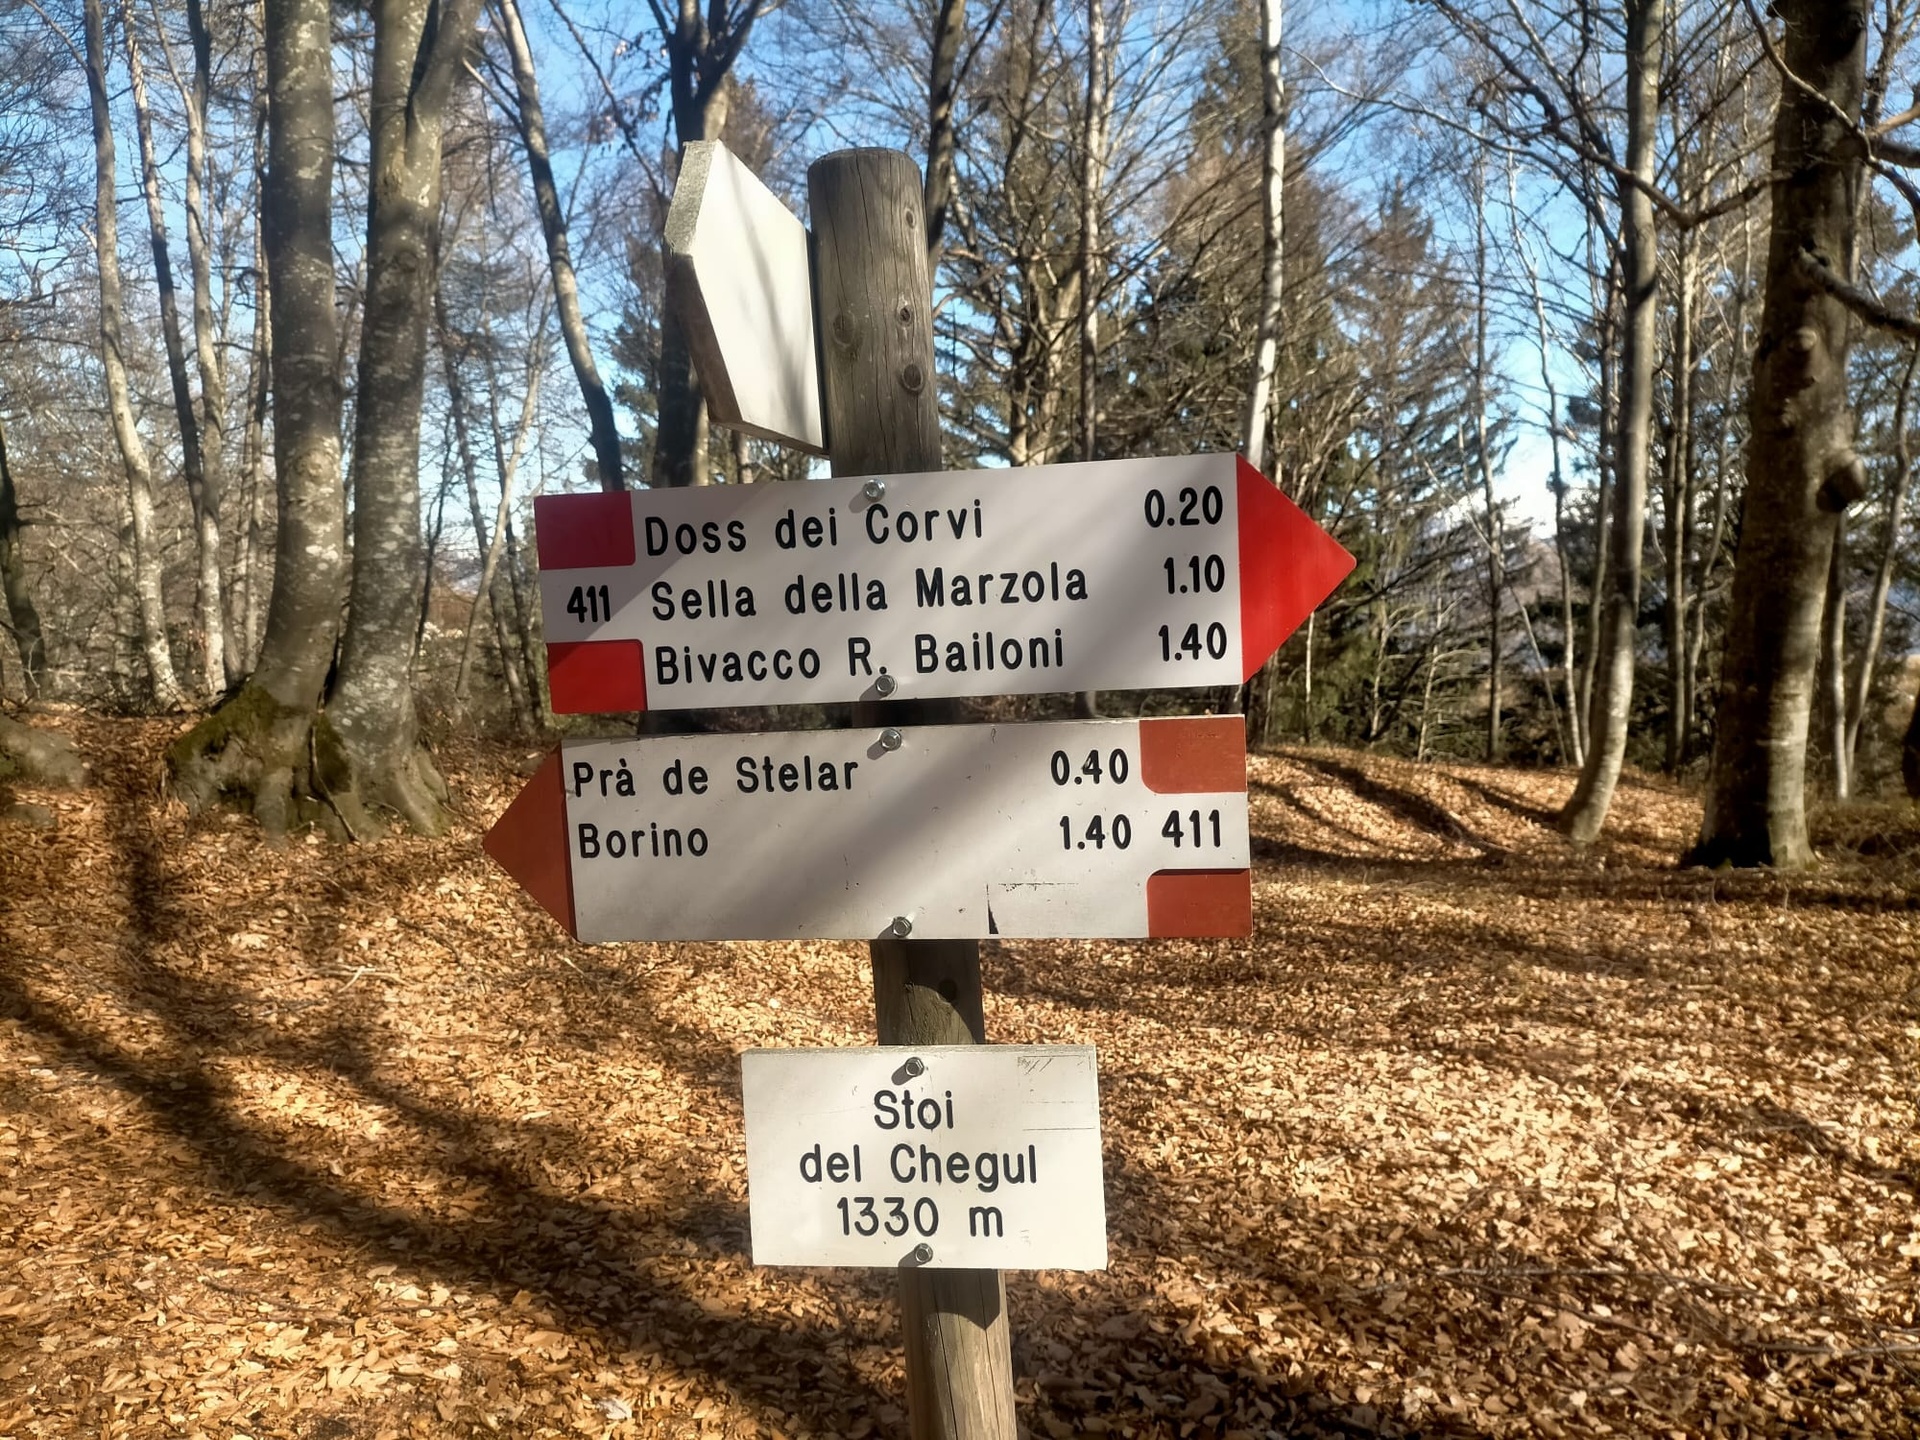 Doss dei Corvi 0.20
411 Sella della Marzola 1.10
Bivacco R. Bailoni 1.40
Prà de Stelar 0.40
Borino 1.40 411
Stoi
del Chegul
1330 m